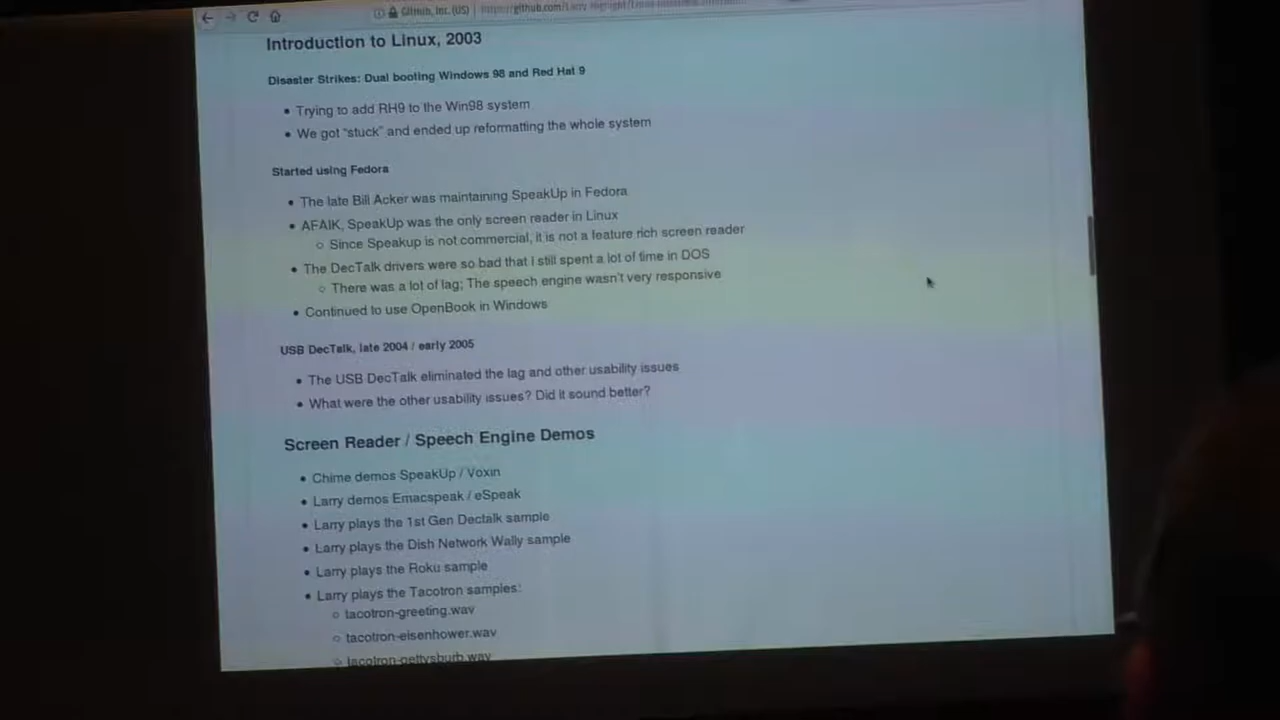 GitHub, Inc. (US)
Introduction to Linux, 2003
Disaster Strikes: Dual booting Windows 98 and Red Hat 9
Trying to add RH9 to the Win98 system
We got "stuck" and ended up reformatting the whole system
Started using Fedora
The late Bill Acker was maintaining SpeakUp in Fedora
AFAIK, SpeakUp was the only screen reader in Linux
Since Speakup is not commercial, it is not a feature rich screen reader
The DecTalk drivers were so bad that I still spent a lot of time in DOS
There was a lot of lag; The speech engine wasn't very responsive
Continued to use OpenBook in Windows
USB DecTalk, late 2004 / early 2005
The USB DecTalk eliminated the lag and other usability issues
What were the other usability issues? Did it sound better?
Screen Reader / Speech Engine Demos
Chime demos SpeakUp / Voxin
Larry demos Emacspeak / eSpeak
Larry plays the 1st Gen Dectalk sample
Larry plays the Dish Network Wally sample
Larry plays the Roku sample
Larry plays the Tacotron samples:
tacotron-greeting.wav
tacotron-eisenhower.wav